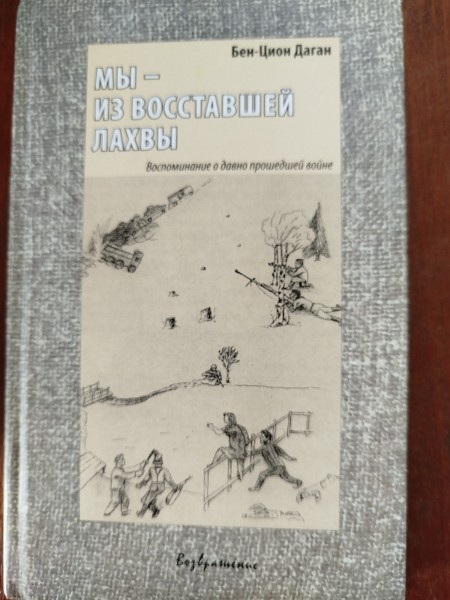 Бен-Цион Даган
МЫ –
ИЗ ВОССТАВШЕЙ
ЛАХВЫ
Воспоминание о давно прошедшей войне
Возвращение